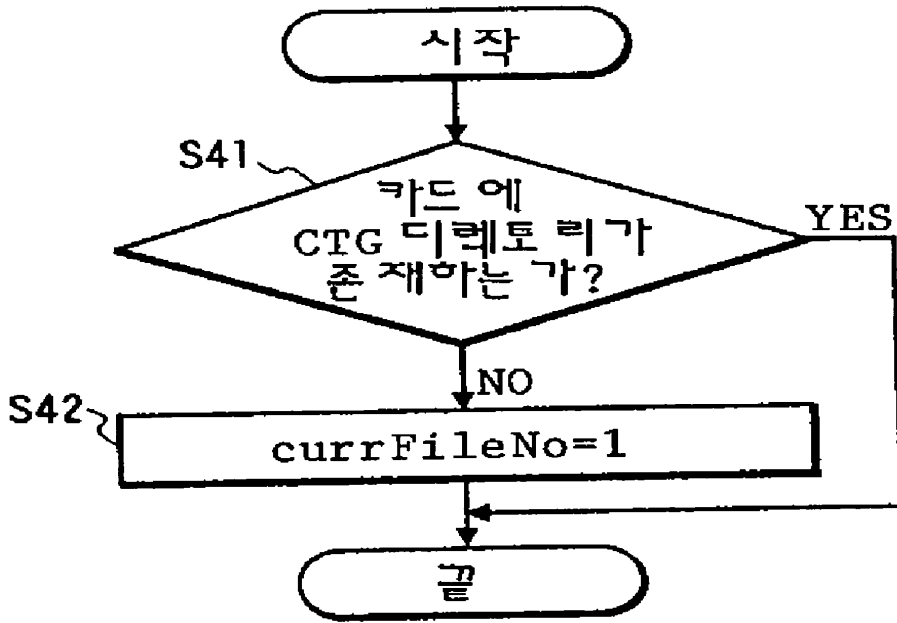 시작
S41
카드에
CTG 디렉토리가
존재하는가?
YES
NO
S42
currFileNo=1
끝